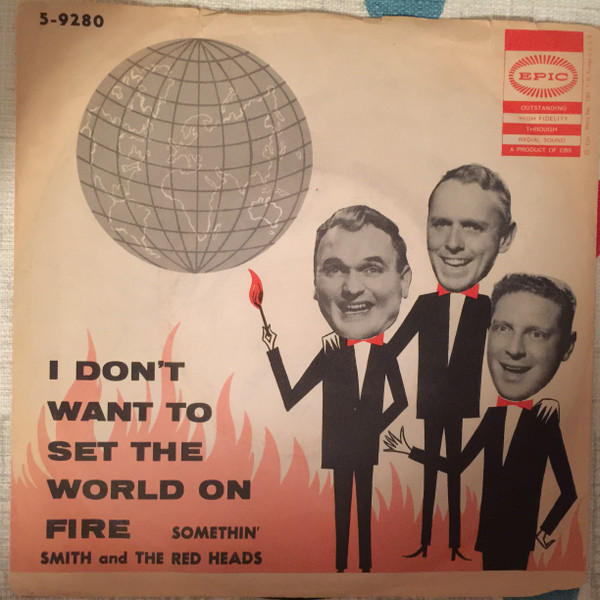 5-9280
EPIC
OUTSTANDING
HIGH FIDELITY
THROUGH
RADIAL SOUND
A PRODUCT OF CBS
I DON'T
WANT TO
SET THE
WORLD ON
FIRE SOMETHIN'
SMITH and THE RED HEADS